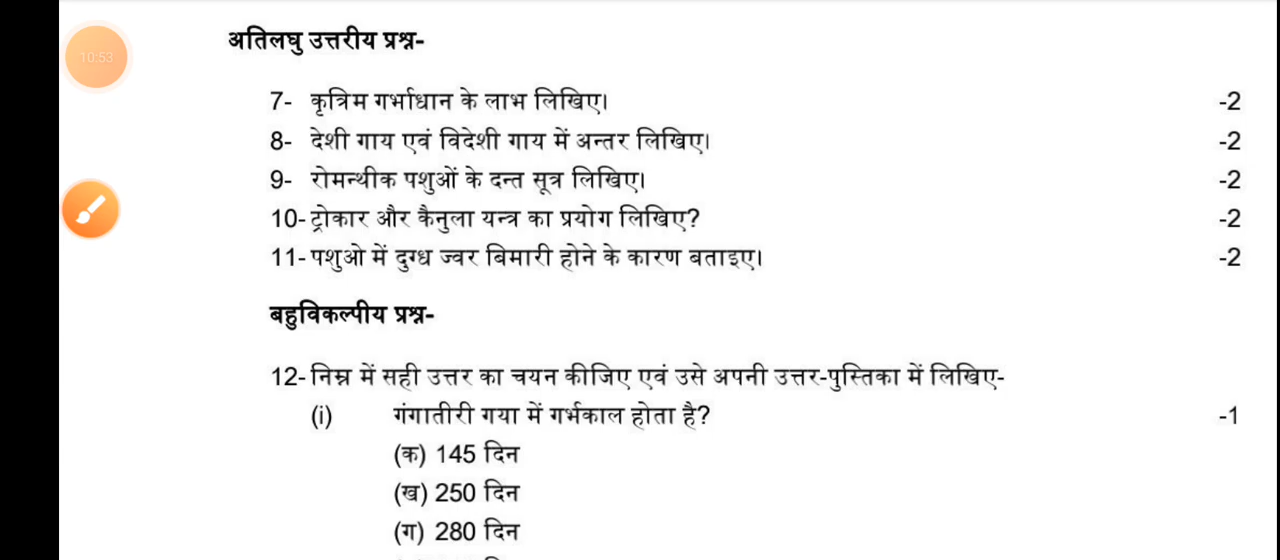 अतिलघु उत्तरीय प्रश्न-
10:53
7- कृत्रिम गर्भाधान के लाभ लिखिए। -2
8- देशी गाय एवं विदेशी गाय में अन्तर लिखिए। -2
9- रोमन्थीक पशुओं के दन्त सूत्र लिखिए। -2
10- ट्रोकार और कैनुला यन्त्र का प्रयोग लिखिए? -2
11- पशुओ में दुग्ध ज्वर बिमारी होने के कारण बताइए। -2
बहुविकल्पीय प्रश्न-
12- निम्न में सही उत्तर का चयन कीजिए एवं उसे अपनी उत्तर-पुस्तिका में लिखिए-
(i) गंगातीरी गया में गर्भकाल होता है? -1
(क) 145 दिन
(ख) 250 दिन
(ग) 280 दिन